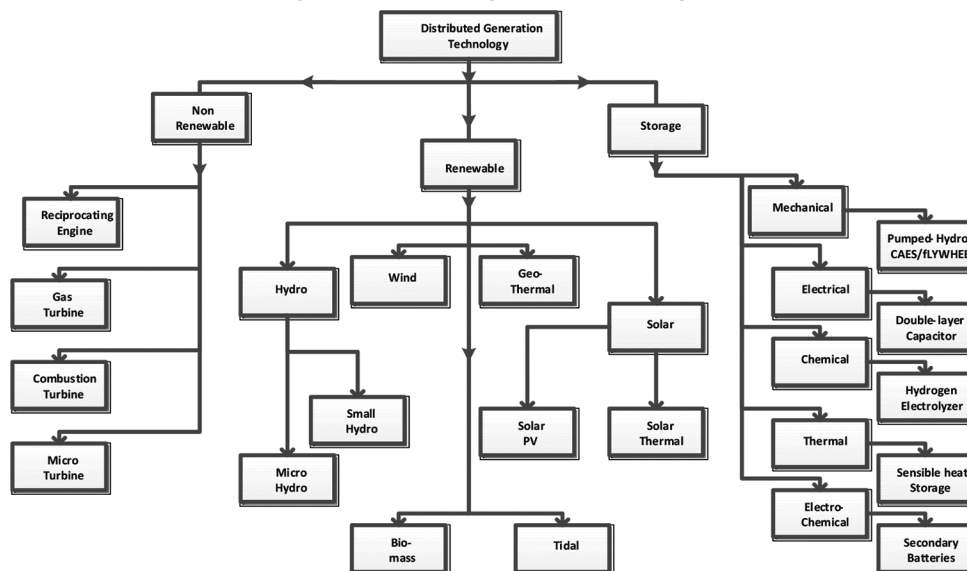 Distributed Generation
Technology
Non
Renewable
Renewable
Storage
Reciprocating
Engine
Gas
Turbine
Combustion
Turbine
Micro
Turbine
Hydro
Wind
Geo-
Thermal
Solar
Small
Hydro
Micro
Hydro
Solar
PV
Solar
Thermal
Bio-
mass
Tidal
Mechanical
Pumped- Hydro
CAES/fLYWHEE
Electrical
Double-layer
Capacitor
Chemical
Hydrogen
Electrolyzer
Thermal
Sensible heat
Storage
Electro-
Chemical
Secondary
Batteries